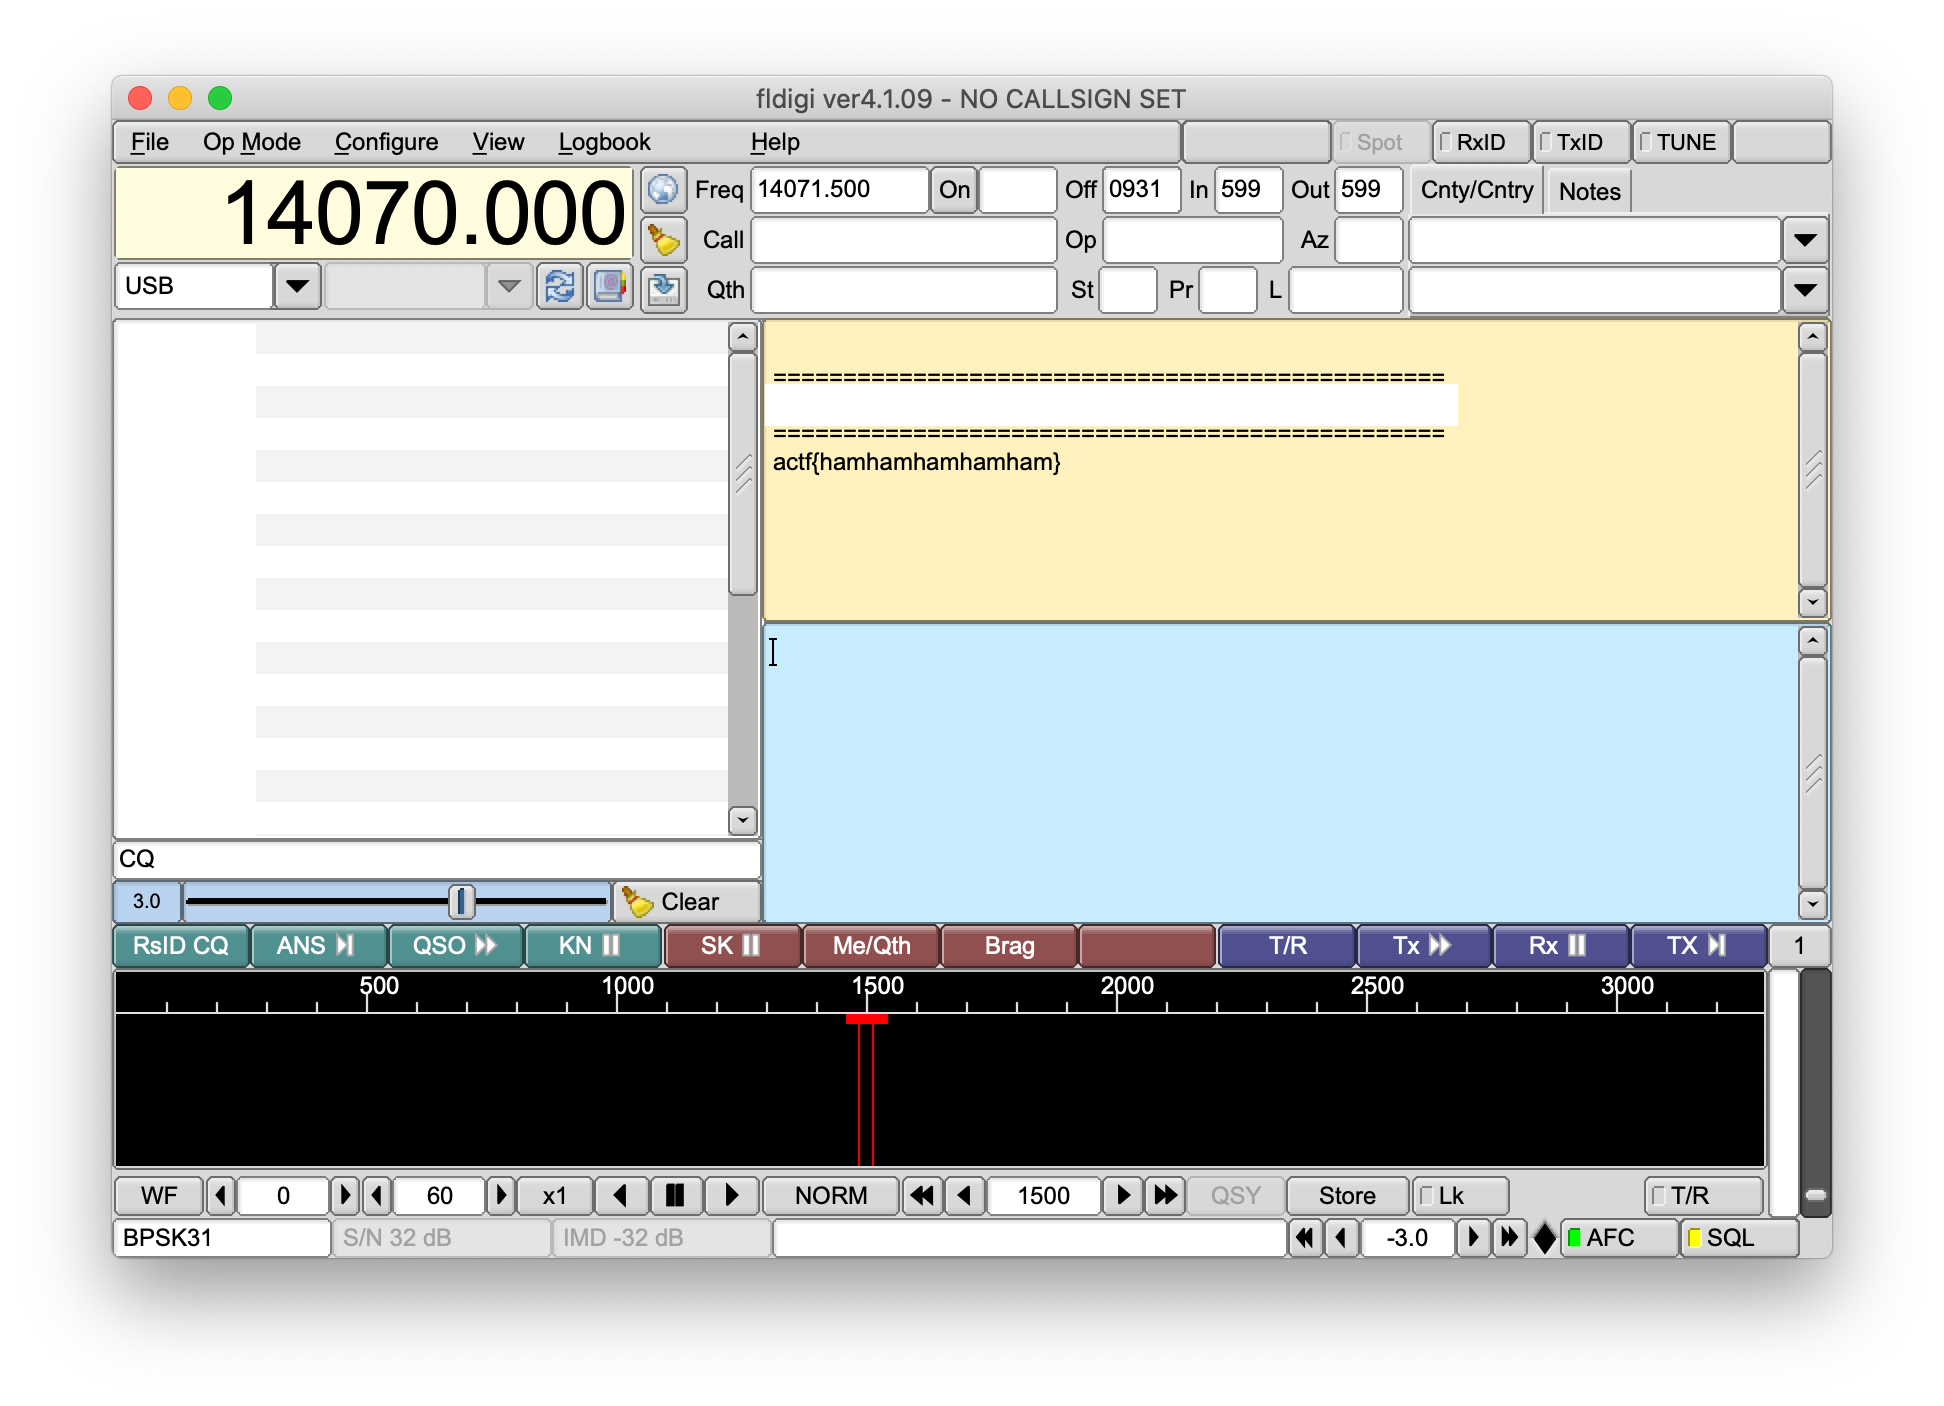 fldigi ver4.1.09 - NO CALLSIGN SET
File Op Mode Configure View Logbook Help Spot RxID TxID TUNE
14070.000
Freq 14071.500 On Off 0931 In 599 Out 599 Cnty/Cntry Notes
Call Op Az
USB
Qth St Pr L
================================================
================================================
actf{hamhamhamhamham}
CQ
3.0 Clear
RsID CQ ANS QSO KN SK Me/Qth Brag T/R Tx Rx TX 1
500 1000 1500 2000 2500 3000
WF 0 60 x1 NORM 1500 QSY Store Lk T/R
BPSK31 S/N 32 dB IMD -32 dB -3.0 AFC SQL